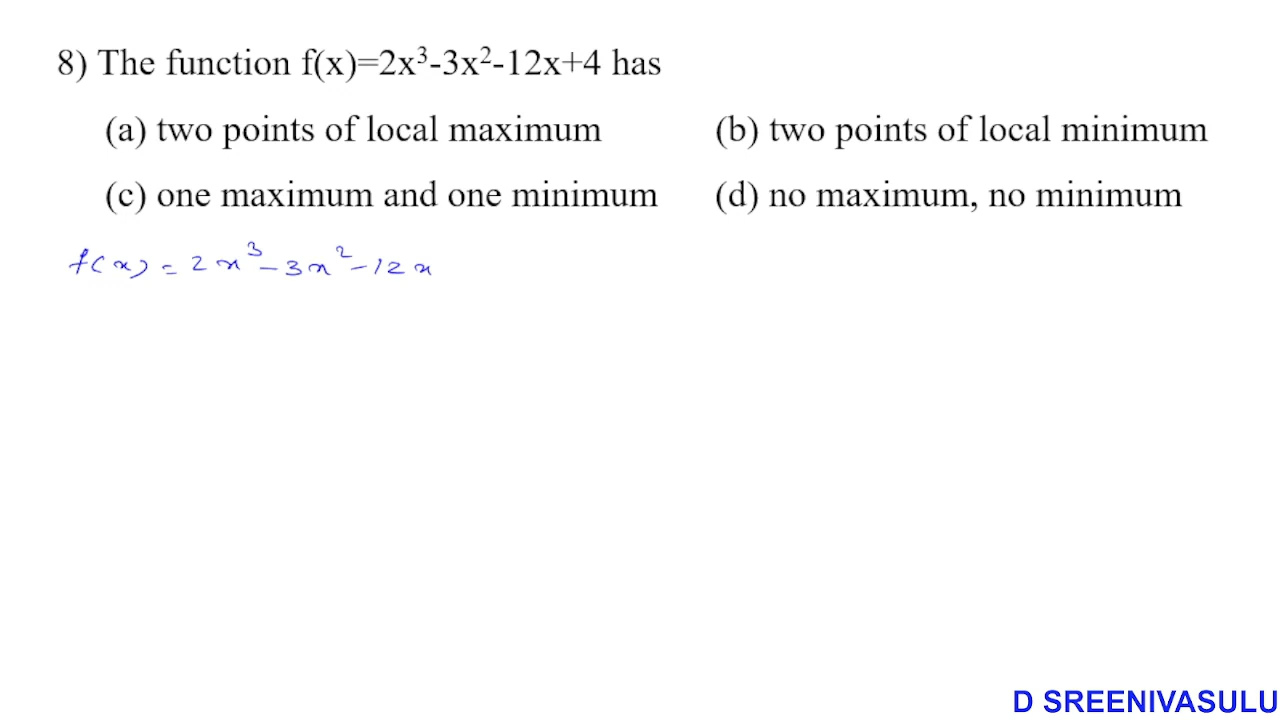 8) The function f(x)=2x³-3x²-12x+4 has
(a) two points of local maximum (b) two points of local minimum
(c) one maximum and one minimum (d) no maximum, no minimum
f(x) = 2x³ - 3x² - 12x
D SREENIVASULU